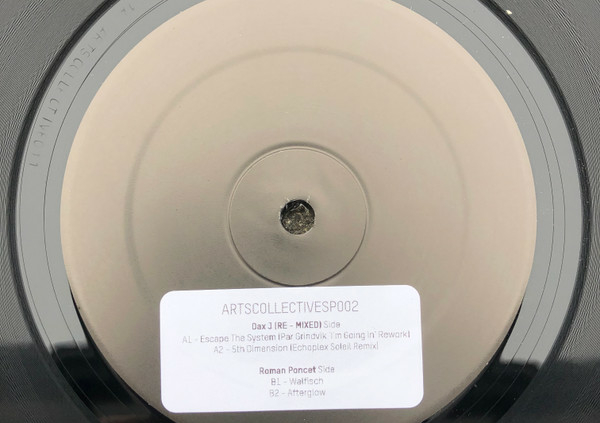 ARTSCOLLECTIVESP002
Dax J (RE - MIXED) Side
A1 - Escape The System (Par Grindvik 'I'm Going In' Rework)
A2 - 5th Dimension (Echoplex Soleil Remix)
Roman Poncet Side
B1 - Walfisch
B2 - Afterglow